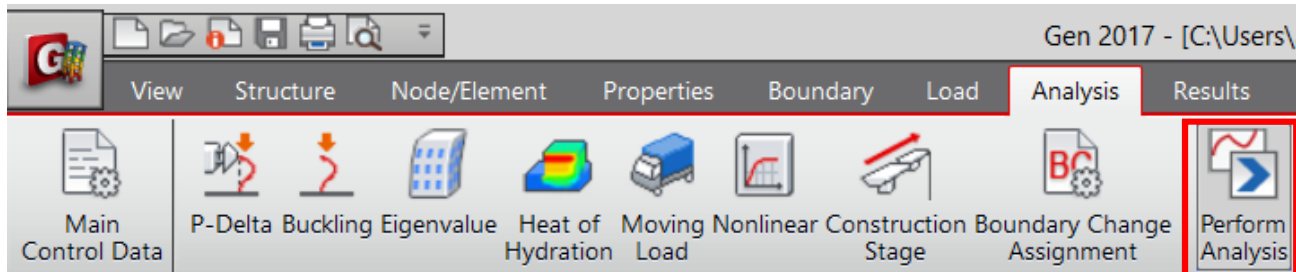 Gen 2017 - [C:\Users\
G
View Structure Node/Element Properties Boundary Load Analysis Results
BC
Main P-Delta Buckling Eigenvalue Heat of Moving Nonlinear Construction Boundary Change Perform
Control Data Hydration Load Stage Assignment Analysis